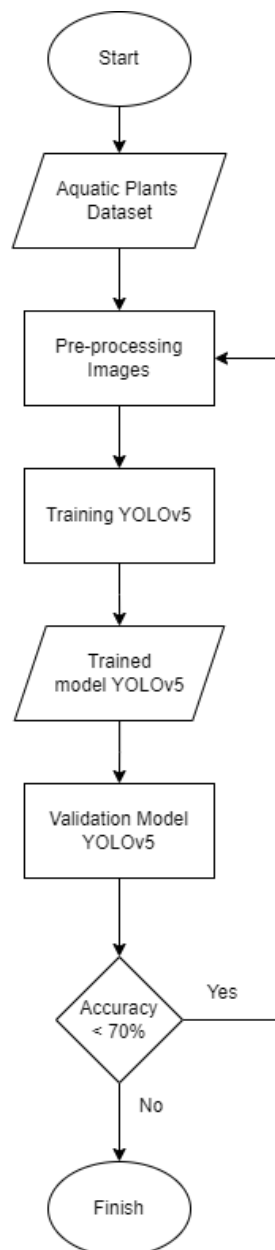 Start
Aquatic Plants
Dataset
Pre-processing
Images
Training YOLOv5
Trained
model YOLOv5
Validation Model
YOLOv5
Accuracy
< 70%
Yes
No
Finish